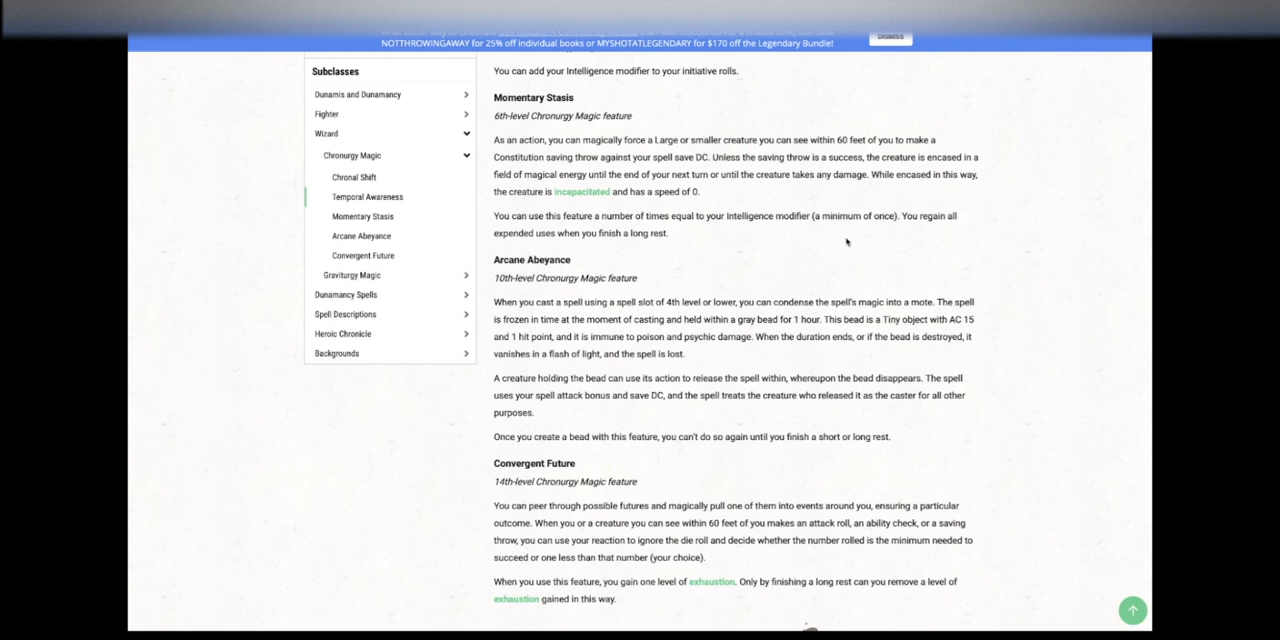 NOTTHROWINGAWAY for 25% off individual books or MYSHOTATLEGENDARY for $170 off the Legendary Bundle!
DISMISS
Subclasses
Dunamis and Dunamancy
Fighter
Wizard
Chronurgy Magic
Chronal Shift
Temporal Awareness
Momentary Stasis
Arcane Abeyance
Convergent Future
Graviturgy Magic
Dunamancy Spells
Spell Descriptions
Heroic Chronicle
Backgrounds
You can add your Intelligence modifier to your initiative rolls.
Momentary Stasis
6th-level Chronurgy Magic feature
As an action, you can magically force a Large or smaller creature you can see within 60 feet of you to make a
Constitution saving throw against your spell save DC. Unless the saving throw is a success, the creature is encased in a
field of magical energy until the end of your next turn or until the creature takes any damage. While encased in this way,
the creature is incapacitated and has a speed of 0.
You can use this feature a number of times equal to your Intelligence modifier (a minimum of once). You regain all
expended uses when you finish a long rest.
Arcane Abeyance
10th-level Chronurgy Magic feature
When you cast a spell using a spell slot of 4th level or lower, you can condense the spell's magic into a mote. The spell
is frozen in time at the moment of casting and held within a gray bead for 1 hour. This bead is a Tiny object with AC 15
and 1 hit point, and it is immune to poison and psychic damage. When the duration ends, or if the bead is destroyed, it
vanishes in a flash of light, and the spell is lost.
A creature holding the bead can use its action to release the spell within, whereupon the bead disappears. The spell
uses your spell attack bonus and save DC, and the spell treats the creature who released it as the caster for all other
purposes.
Once you create a bead with this feature, you can't do so again until you finish a short or long rest.
Convergent Future
14th-level Chronurgy Magic feature
You can peer through possible futures and magically pull one of them into events around you, ensuring a particular
outcome. When you or a creature you can see within 60 feet of you makes an attack roll, an ability check, or a saving
throw, you can use your reaction to ignore the die roll and decide whether the number rolled is the minimum needed to
succeed or one less than that number (your choice).
When you use this feature, you gain one level of exhaustion. Only by finishing a long rest can you remove a level of
exhaustion gained in this way.